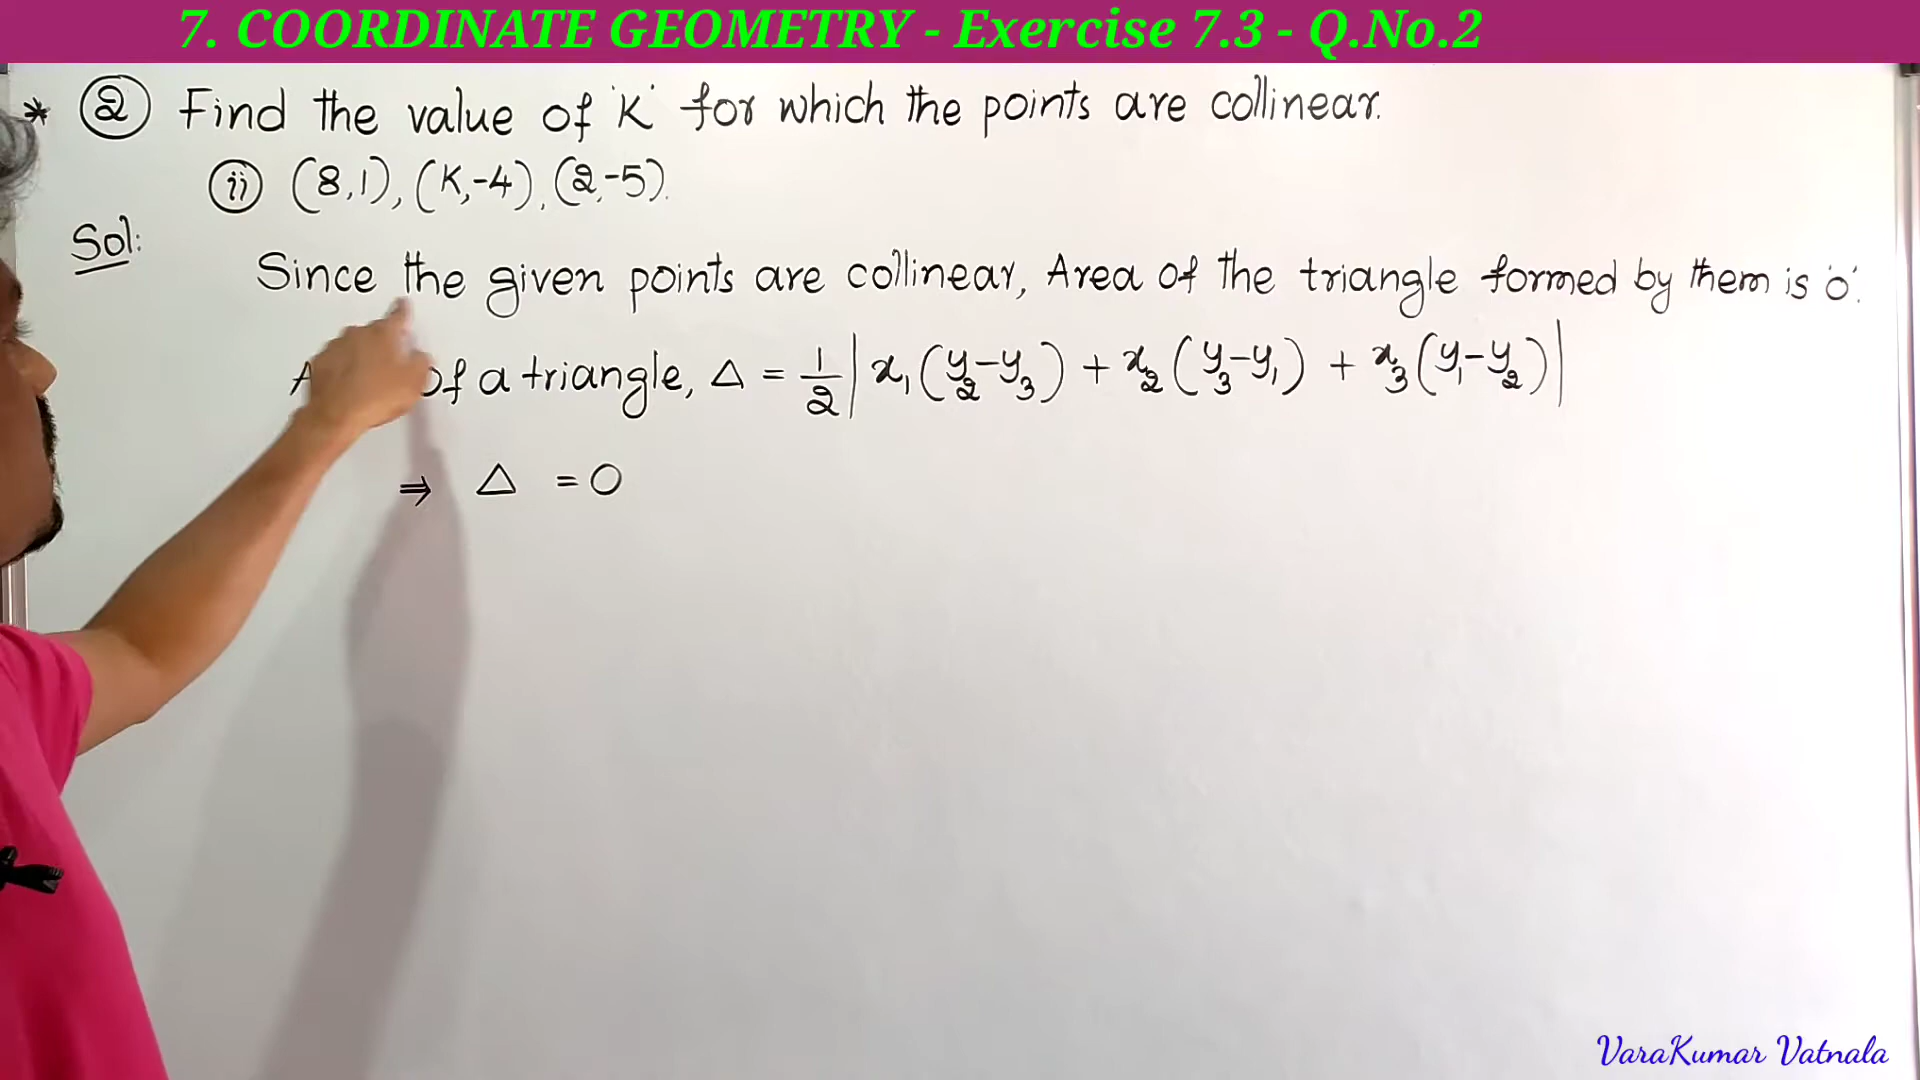 7. COORDINATE GEOMETRY - Exercise 7.3 - Q.No.2
* ② Find the value of 'K' for which the points are collinear.
ⓘⓘ (8,1), (K,-4), (2,-5).
Sol:
Since the given points are collinear, Area of the triangle formed by them is 'o'.
of a triangle, △ = 1/2 | x₁(y₂-y₃) + x₂(y₃-y₁) + x₃(y₁-y₂) |
⇒ △ = 0
VaraKumar Vatnala